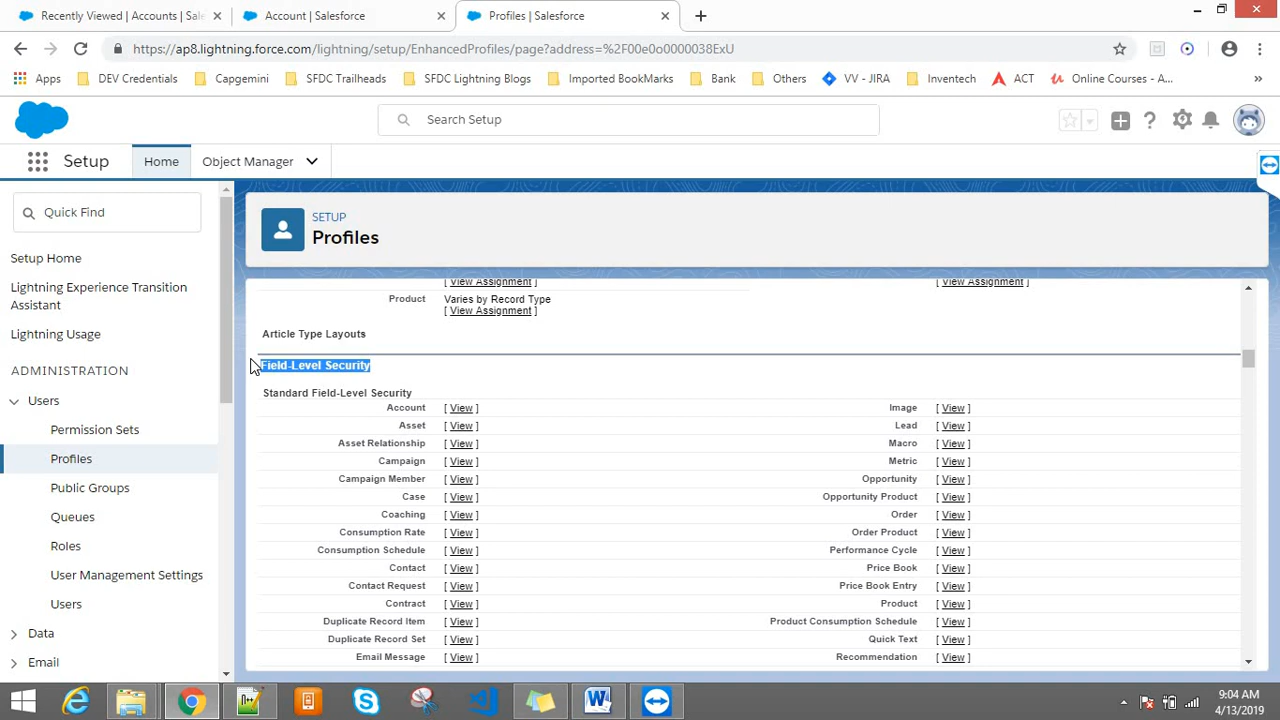 Recently Viewed | Accounts | Sal
Account | Salesforce
Profiles | Salesforce
https://ap8.lightning.force.com/lightning/setup/EnhancedProfiles/page?address=%2F00e0o0000038ExU
Apps DEV Credentials Capgemini SFDC Trailheads SFDC Lightning Blogs Imported BookMarks Bank Others VV - JIRA Inventech ACT Online Courses - A... »
Search Setup
Setup Home Object Manager
Quick Find
Setup Home
Lightning Experience Transition
Assistant
Lightning Usage
ADMINISTRATION
Users
Permission Sets
Profiles
Public Groups
Queues
Roles
User Management Settings
Users
Data
Email
SETUP
Profiles
[ View Assignment ] [ View Assignment ]
Product Varies by Record Type
[ View Assignment ]
Article Type Layouts
Field-Level Security
Standard Field-Level Security
Account [ View ] Image [ View ]
Asset [ View ] Lead [ View ]
Asset Relationship [ View ] Macro [ View ]
Campaign [ View ] Metric [ View ]
Campaign Member [ View ] Opportunity [ View ]
Case [ View ] Opportunity Product [ View ]
Coaching [ View ] Order [ View ]
Consumption Rate [ View ] Order Product [ View ]
Consumption Schedule [ View ] Performance Cycle [ View ]
Contact [ View ] Price Book [ View ]
Contact Request [ View ] Price Book Entry [ View ]
Contract [ View ] Product [ View ]
Duplicate Record Item [ View ] Product Consumption Schedule [ View ]
Duplicate Record Set [ View ] Quick Text [ View ]
Email Message [ View ] Recommendation [ View ]
9:04 AM
4/13/2019